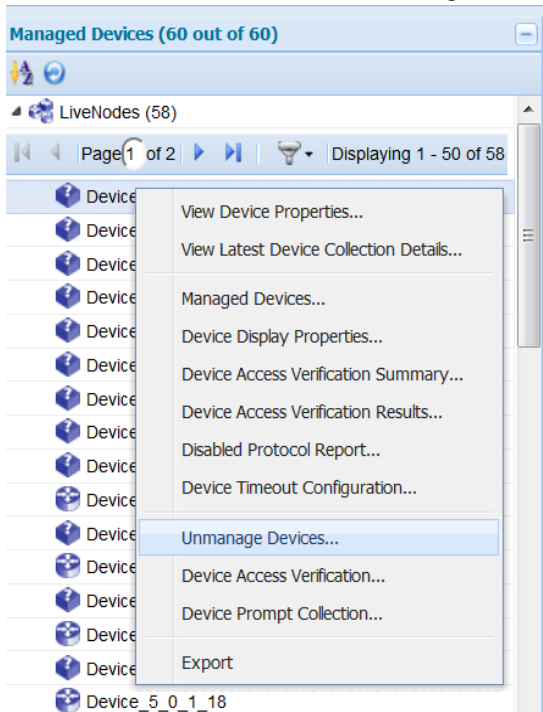 Managed Devices (60 out of 60)
LiveNodes (58)
Page 1 of 2 Displaying 1 - 50 of 58
Device
View Device Properties...
Device
View Latest Device Collection Details...
Device
Device
Managed Devices...
Device
Device Display Properties...
Device
Device Access Verification Summary...
Device
Device Access Verification Results...
Device
Disabled Protocol Report...
Device
Device Timeout Configuration...
Device
Device
Unmanage Devices...
Device
Device Access Verification...
Device
Device Prompt Collection...
Device
Device
Export
Device_5_0_1_18